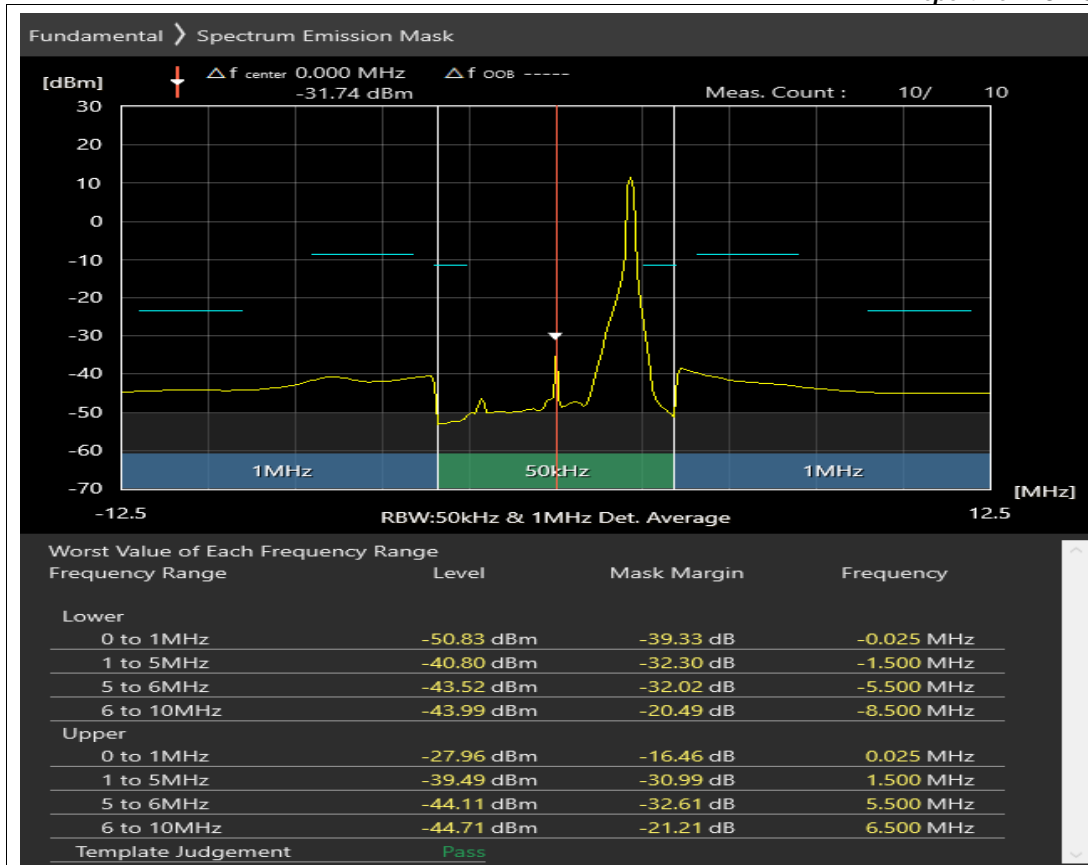 Fundamental ❯ Spectrum Emission Mask
[dBm] △ f center 0.000 MHz △ f OOB -----
-31.74 dBm Meas. Count : 10/ 10
30
20
10
0
-10
-20
-30
-40
-50
-60
1MHz 50kHz 1MHz
-70
[MHz]
-12.5 RBW:50kHz & 1MHz Det. Average 12.5
Worst Value of Each Frequency Range
Frequency Range Level Mask Margin Frequency
Lower
0 to 1MHz -50.83 dBm -39.33 dB -0.025 MHz
1 to 5MHz -40.80 dBm -32.30 dB -1.500 MHz
5 to 6MHz -43.52 dBm -32.02 dB -5.500 MHz
6 to 10MHz -43.99 dBm -20.49 dB -8.500 MHz
Upper
0 to 1MHz -27.96 dBm -16.46 dB 0.025 MHz
1 to 5MHz -39.49 dBm -30.99 dB 1.500 MHz
5 to 6MHz -44.11 dBm -32.61 dB 5.500 MHz
6 to 10MHz -44.71 dBm -21.21 dB 6.500 MHz
Template Judgement Pass